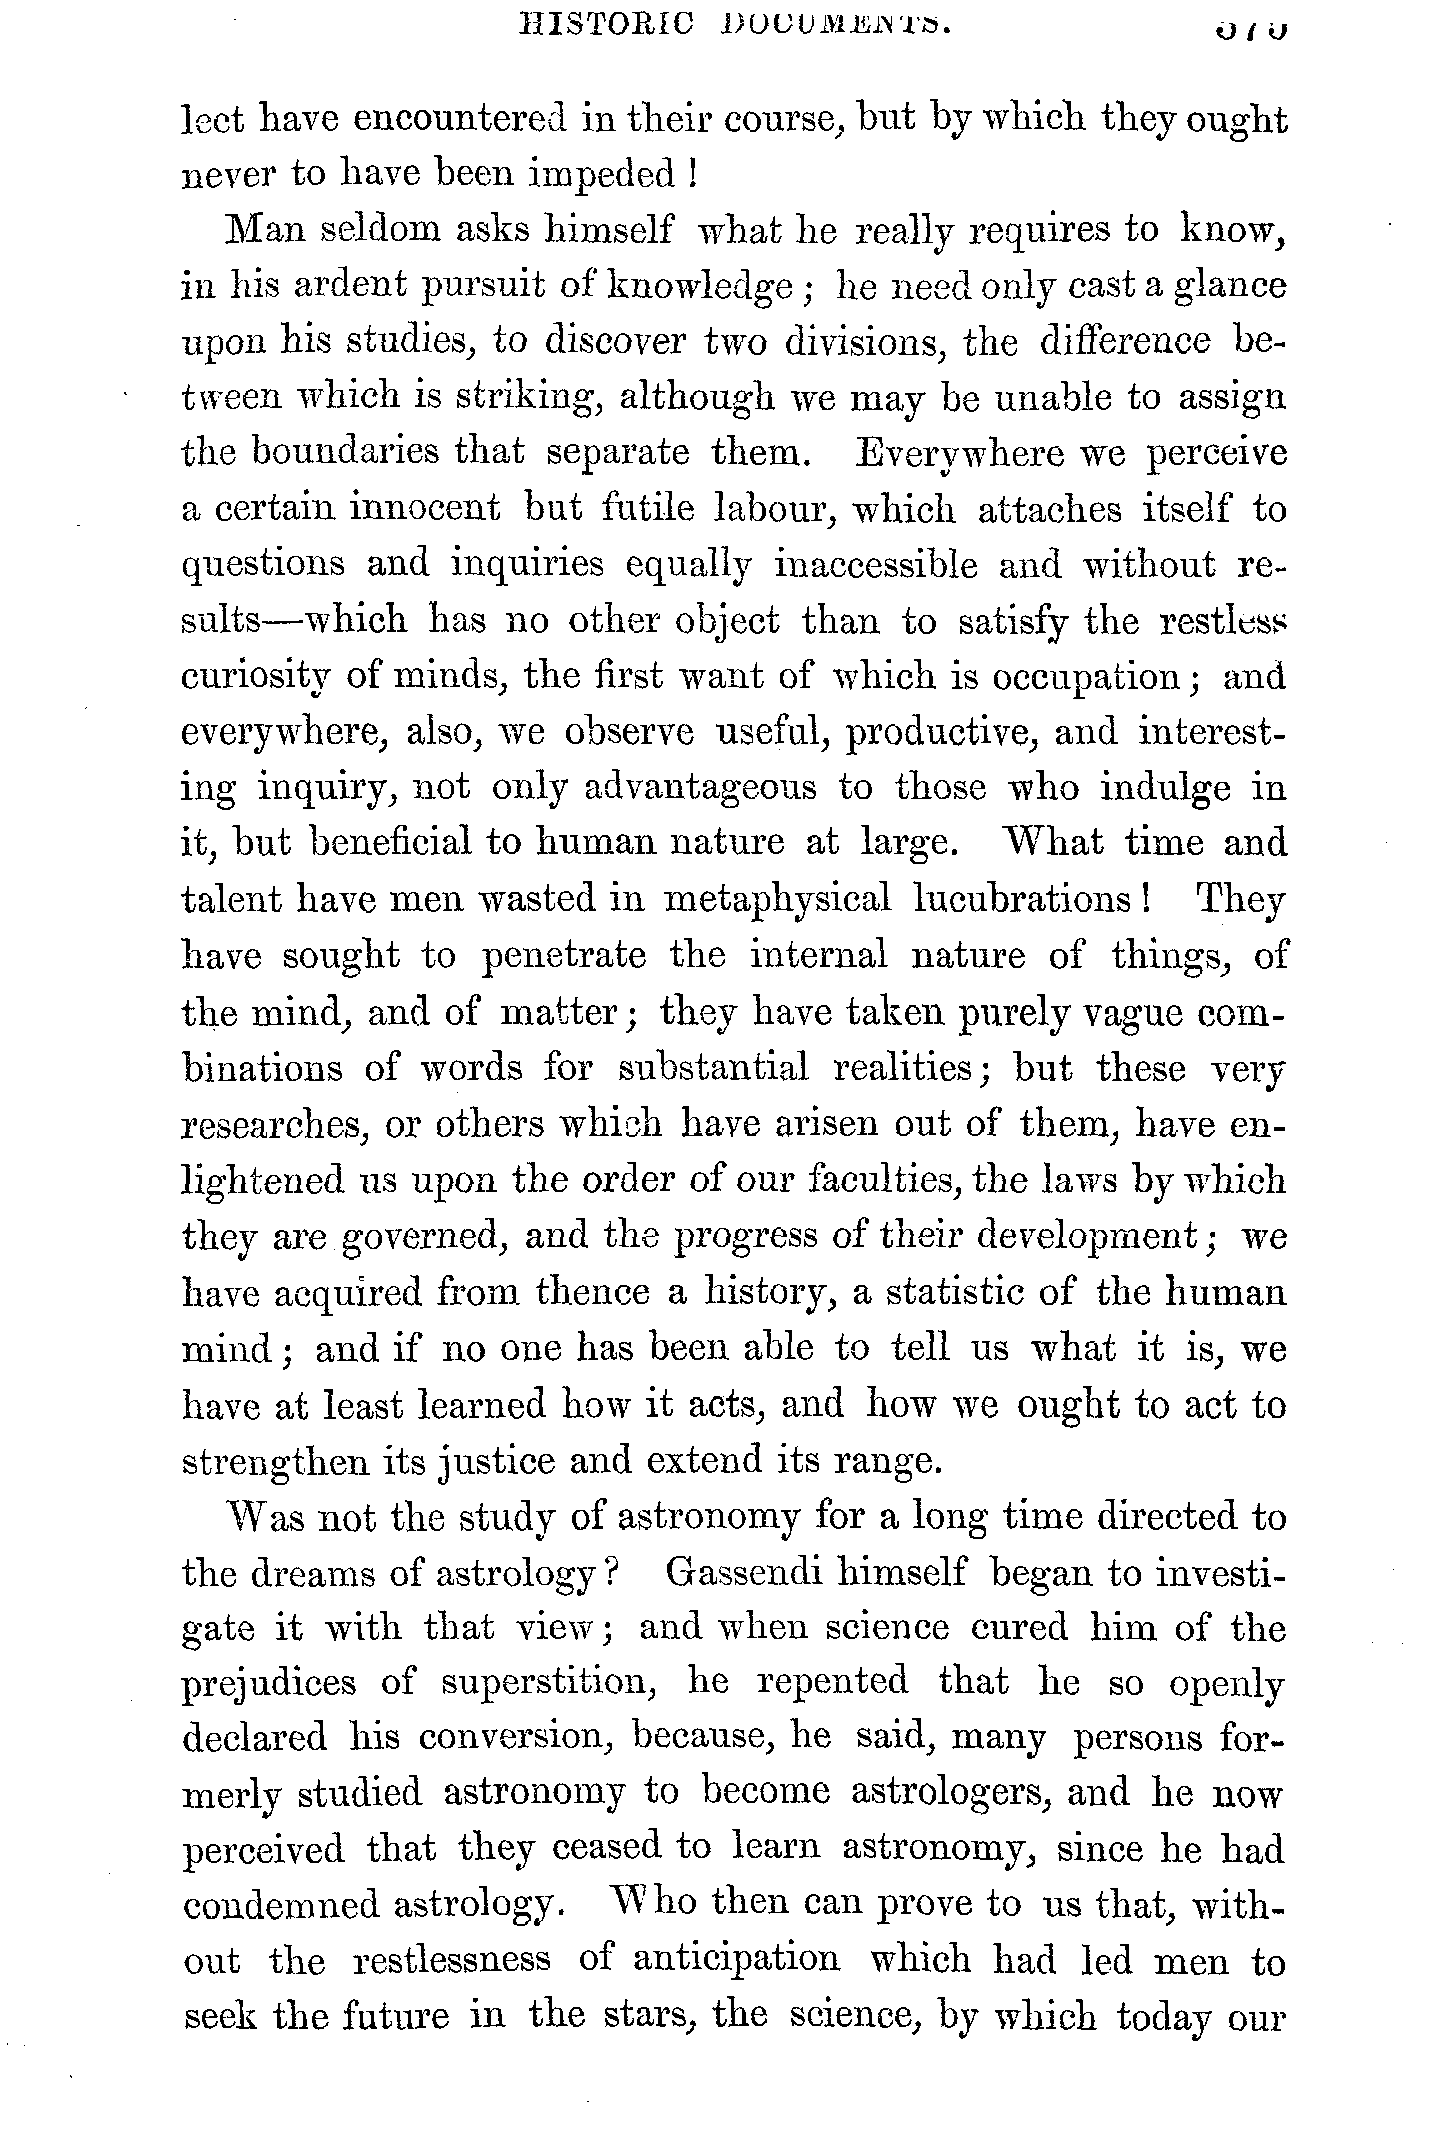 HISTORIC DOCUMENTS.
lect have encountered in their course, but by which they ought
never to have been impeded !
Man seldom asks himself what he really requires to know,
in his ardent pursuit of knowledge ; he need only cast a glance
upon his studies, to discover two divisions, the difference be-
tween which is striking, although we may be unable to assign
the boundaries that separate them. Everywhere we perceive
a certain innocent but futile labour, which attaches itself to
questions and inquiries equally inaccessible and without re-
sults—which has no other object than to satisfy the restless
curiosity of minds, the first want of which is occupation ; and
everywhere, also, we observe useful, productive, and interest-
ing inquiry, not only advantageous to those who indulge in
it, but beneficial to human nature at large. What time and
talent have men wasted in metaphysical lucubrations ! They
have sought to penetrate the internal nature of things, of
the mind, and of matter ; they have taken purely vague com-
binations of words for substantial realities ; but these very
researches, or others which have arisen out of them, have en-
lightened us upon the order of our faculties, the laws by which
they are governed, and the progress of their development ; we
have acquired from thence a history, a statistic of the human
mind ; and if no one has been able to tell us what it is, we
have at least learned how it acts, and how we ought to act to
strengthen its justice and extend its range.
Was not the study of astronomy for a long time directed to
the dreams of astrology ? Gassendi himself began to investi-
gate it with that view ; and when science cured him of the
prejudices of superstition, he repented that he so openly
declared his conversion, because, he said, many persons for-
merly studied astronomy to become astrologers, and he now
perceived that they ceased to learn astronomy, since he had
condemned astrology. Who then can prove to us that, with-
out the restlessness of anticipation which had led men to
seek the future in the stars, the science, by which today our